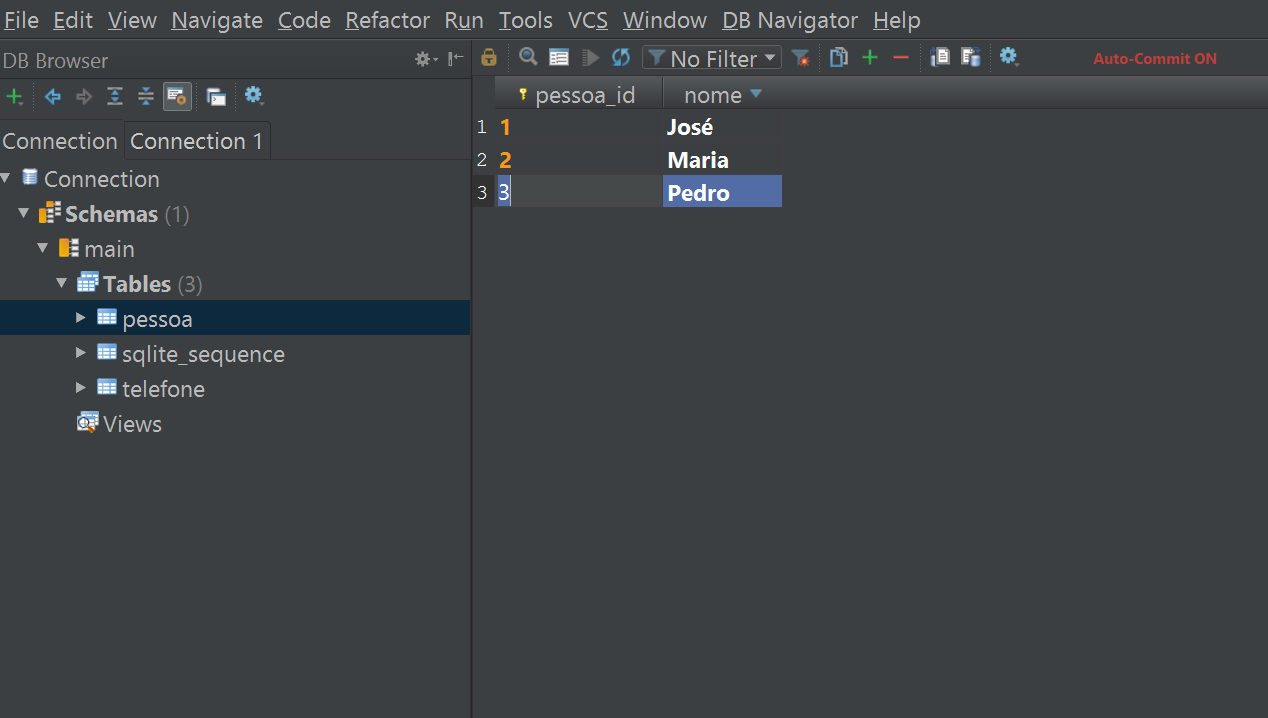 File Edit View Navigate Code Refactor Run Tools VCS Window DB Navigator Help
DB Browser
No Filter
Auto-Commit ON
Connection Connection 1
Connection
Schemas (1)
main
Tables (3)
pessoa
sqlite_sequence
telefone
Views
pessoa_id nome
1 1 José
2 2 Maria
3 3 Pedro